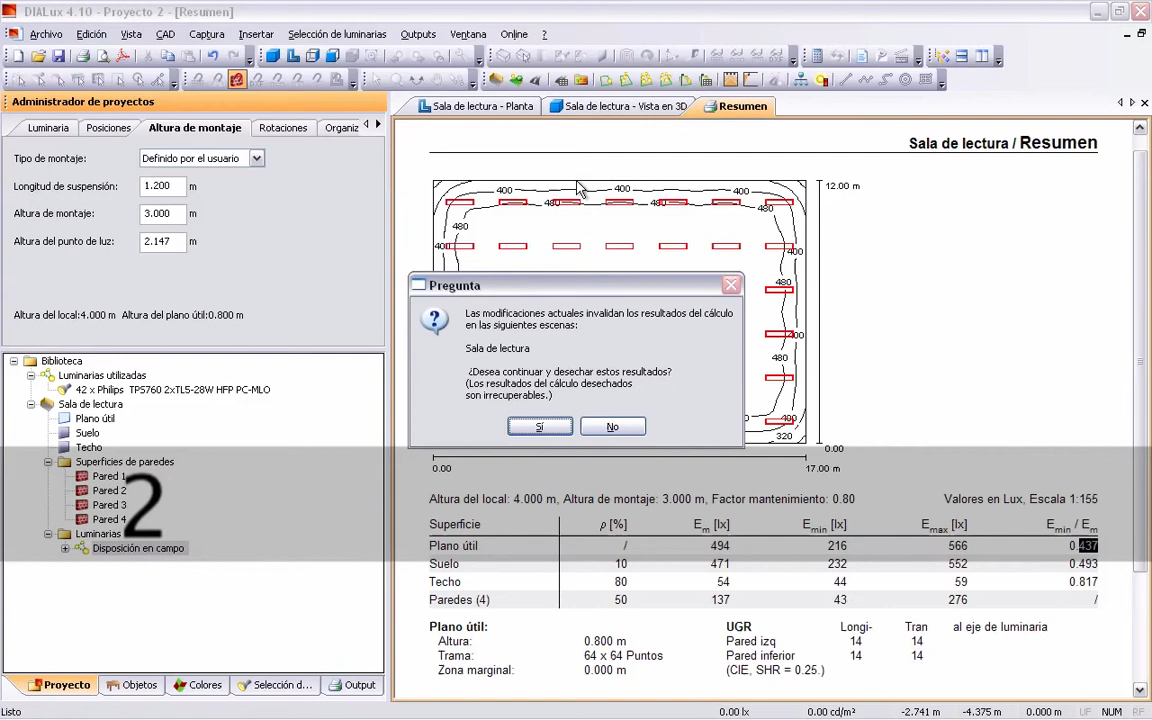 DIALux 4.10 - Proyecto 2 - [Resumen]
Archivo Edición Vista CAD Captura Insertar Selección de luminarias Outputs Ventana Online ?
Administrador de proyectos
Luminaria Posiciones Altura de montaje Rotaciones Organiz
Tipo de montaje: Definido por el usuario
Longitud de suspensión: 1.200 m
Altura de montaje: 3.000 m
Altura del punto de luz: 2.147 m
Altura del local:4.000 m Altura del plano útil:0.800 m
Biblioteca
Luminarias utilizadas
42 x Philips TPS760 2xTL5-28W HFP PC-MLO
Sala de lectura
Plano útil
Suelo
Techo
Superficies de paredes
Pared 1
Pared 2
Pared 3
Pared 4
Luminarias
Disposición en campo
2
Proyecto Objetos Colores Selección d... Output
Sala de lectura - Planta Sala de lectura - Vista en 3D Resumen
Sala de lectura / Resumen
400 400 400 12.00 m
480 480 480
480
400 400
480
400
480
400
320 0.00
0.00 17.00 m
Pregunta
Las modificaciones actuales invalidan los resultados del cálculo
en las siguientes escenas:
Sala de lectura
¿Desea continuar y desechar estos resultados?
(Los resultados del cálculo desechados
son irrecuperables.)
Sí No
Altura del local: 4.000 m, Altura de montaje: 3.000 m, Factor mantenimiento: 0.80 Valores en Lux, Escala 1:155
Superficie ρ [%] Em [lx] Emin [lx] Emax [lx] Emin / Em
Plano útil / 494 216 566 0.437
Suelo 10 471 232 552 0.493
Techo 80 54 44 59 0.817
Paredes (4) 50 137 43 276 /
Plano útil: UGR Longi- Tran al eje de luminaria
Altura: 0.800 m Pared izq 14 14
Trama: 64 x 64 Puntos Pared inferior 14 14
Zona marginal: 0.000 m (CIE, SHR = 0.25.)
Listo 0.00 lx 0.00 cd/m² -2.741 m -4.375 m 0.000 m UF NUM RF